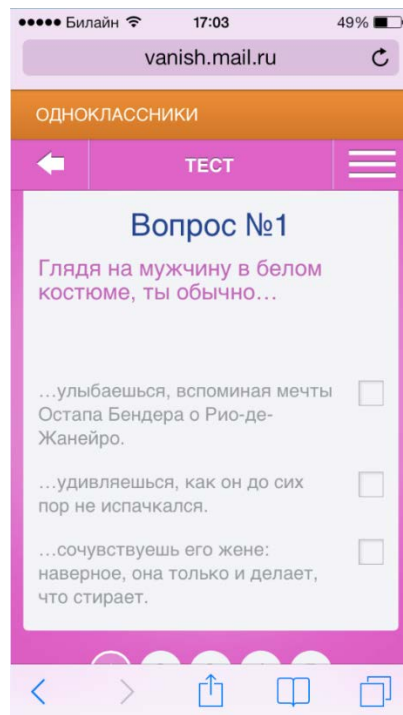 Билайн 17:03 49%
vanish.mail.ru
ОДНОКЛАССНИКИ
ТЕСТ
Вопрос №1
Глядя на мужчину в белом
костюме, ты обычно...
...улыбаешься, вспоминая мечты
Остапа Бендера о Рио-де-
Жанейро.
...удивляешься, как он до сих
пор не испачкался.
...сочувствуешь его жене:
наверное, она только и делает,
что стирает.